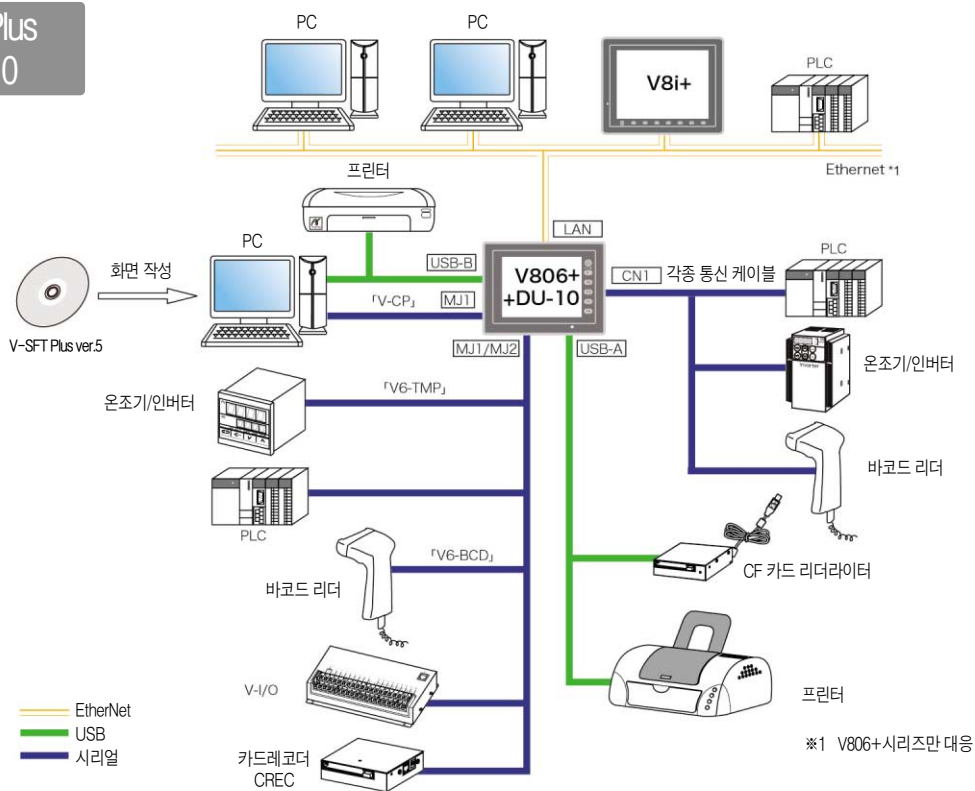 Plus
0
PC
PC
V8i+
PLC
Ethernet *1
프린터
LAN
PC
USB-B
V806+
+DU-10
CN1
각종 통신 케이블
PLC
화면 작성
「V-CP」
MJ1
V-SFT Plus ver.5
MJ1/MJ2
USB-A
Inverter
온조기/인버터
온조기/인버터
「V6-TMP」
바코드 리더
PLC
「V6-BCD」
바코드 리더
CF 카드 리더라이터
V-I/O
프린터
EtherNet
USB
시리얼
카드레코더
CREC
※1 V806+시리즈만 대응